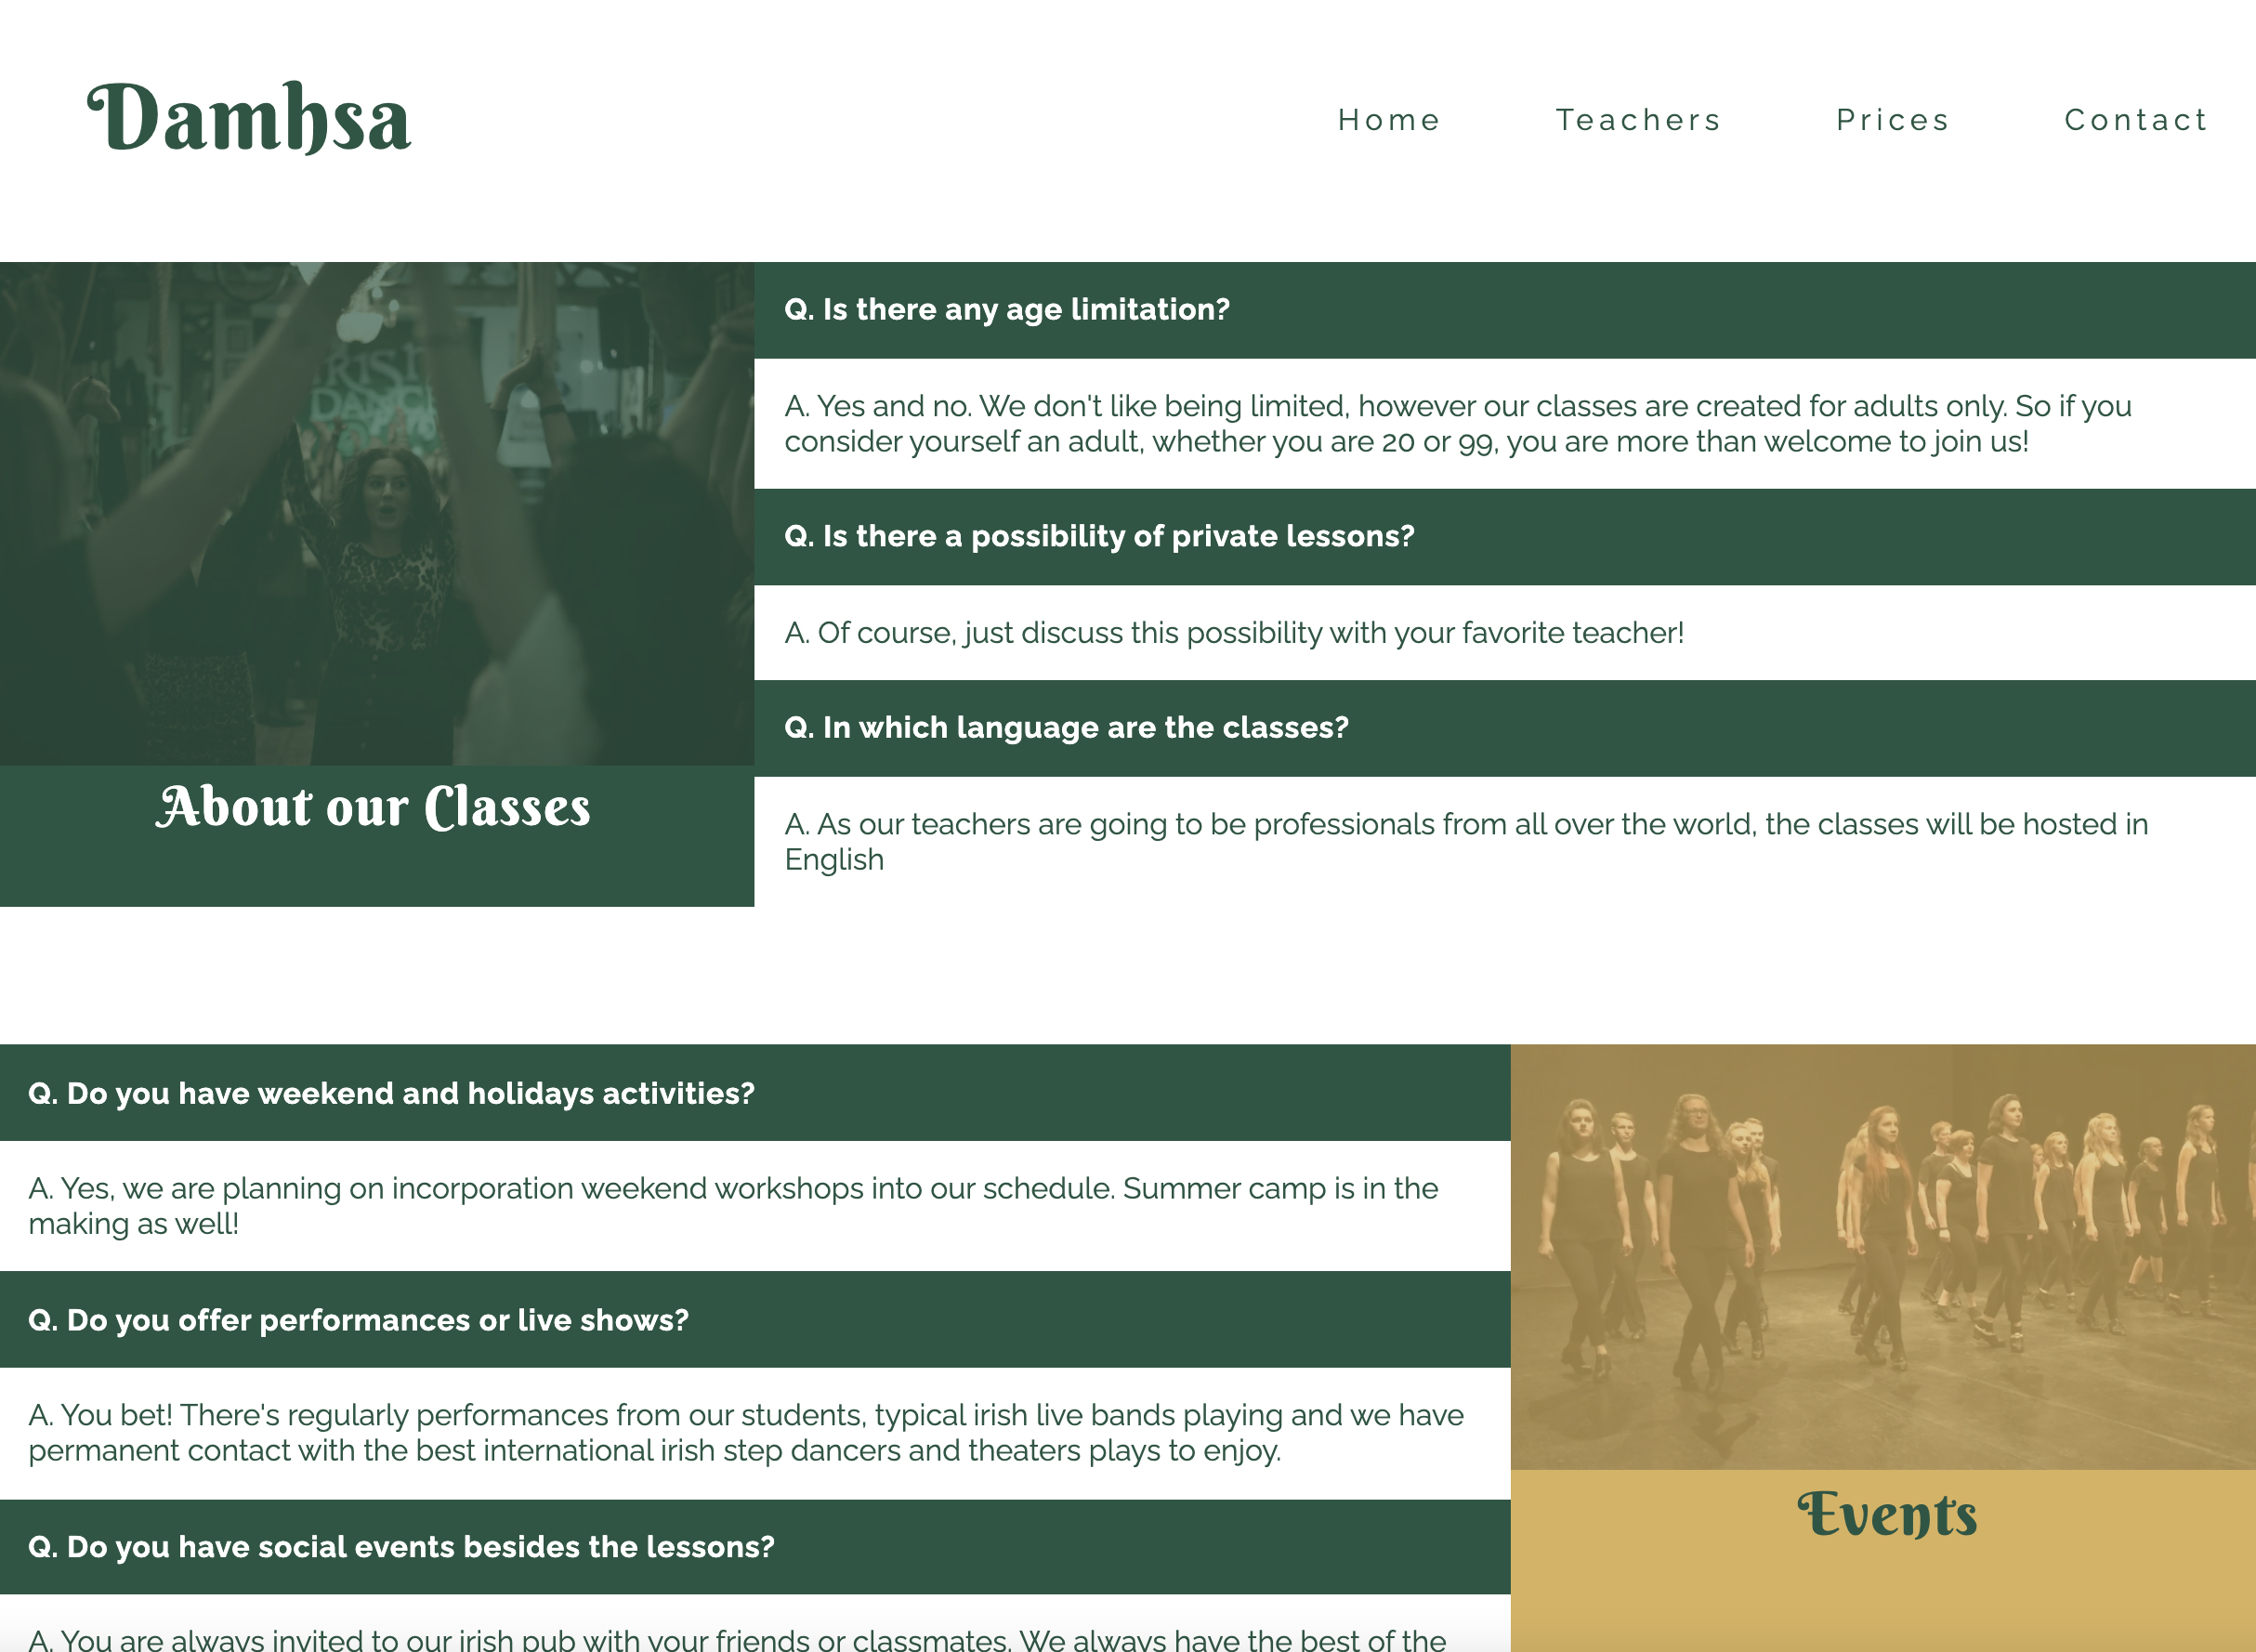 Damhsa
Home Teachers Prices Contact
IRISH
DANCE
About our Classes
Q. Is there any age limitation?
A. Yes and no. We don't like being limited, however our classes are created for adults only. So if you
consider yourself an adult, whether you are 20 or 99, you are more than welcome to join us!
Q. Is there a possibility of private lessons?
A. Of course, just discuss this possibility with your favorite teacher!
Q. In which language are the classes?
A. As our teachers are going to be professionals from all over the world, the classes will be hosted in
English
Q. Do you have weekend and holidays activities?
A. Yes, we are planning on incorporation weekend workshops into our schedule. Summer camp is in the
making as well!
Q. Do you offer performances or live shows?
A. You bet! There's regularly performances from our students, typical irish live bands playing and we have
permanent contact with the best international irish step dancers and theaters plays to enjoy.
Q. Do you have social events besides the lessons?
A. You are always invited to our irish pub with your friends or classmates. We always have the best of the
Events